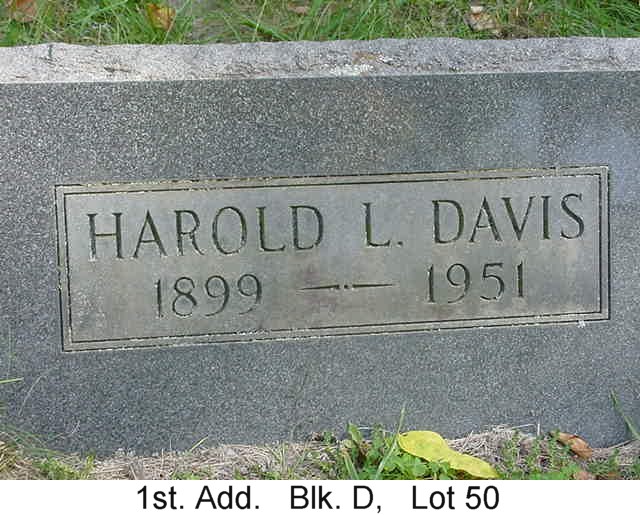 HAROLD L. DAVIS
1899 — 1951
1st. Add. Blk. D, Lot 50